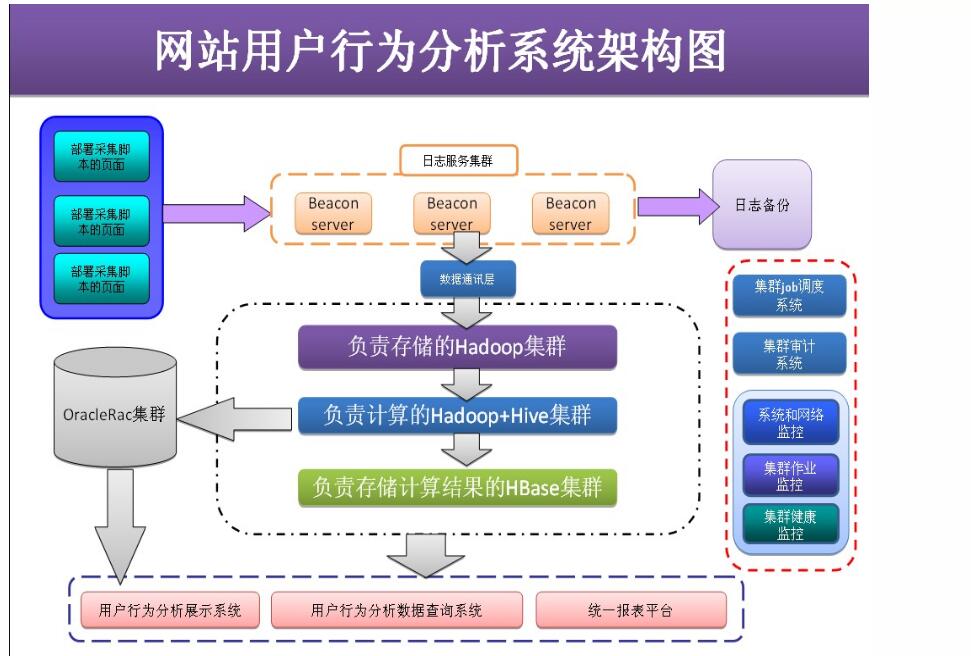 网站用户行为分析系统架构图
部署采集脚
本的页面
部署采集脚
本的页面
部署采集脚
本的页面
日志服务集群
Beacon
server
Beacon
server
Beacon
server
日志备份
数据通讯层
负责存储的Hadoop集群
负责计算的Hadoop+Hive集群
负责存储计算结果的HBase集群
OracleRac集群
集群job调度
系统
集群审计
系统
系统和网络
监控
集群作业
监控
集群健康
监控
用户行为分析展示系统
用户行为分析数据查询系统
统一报表平台